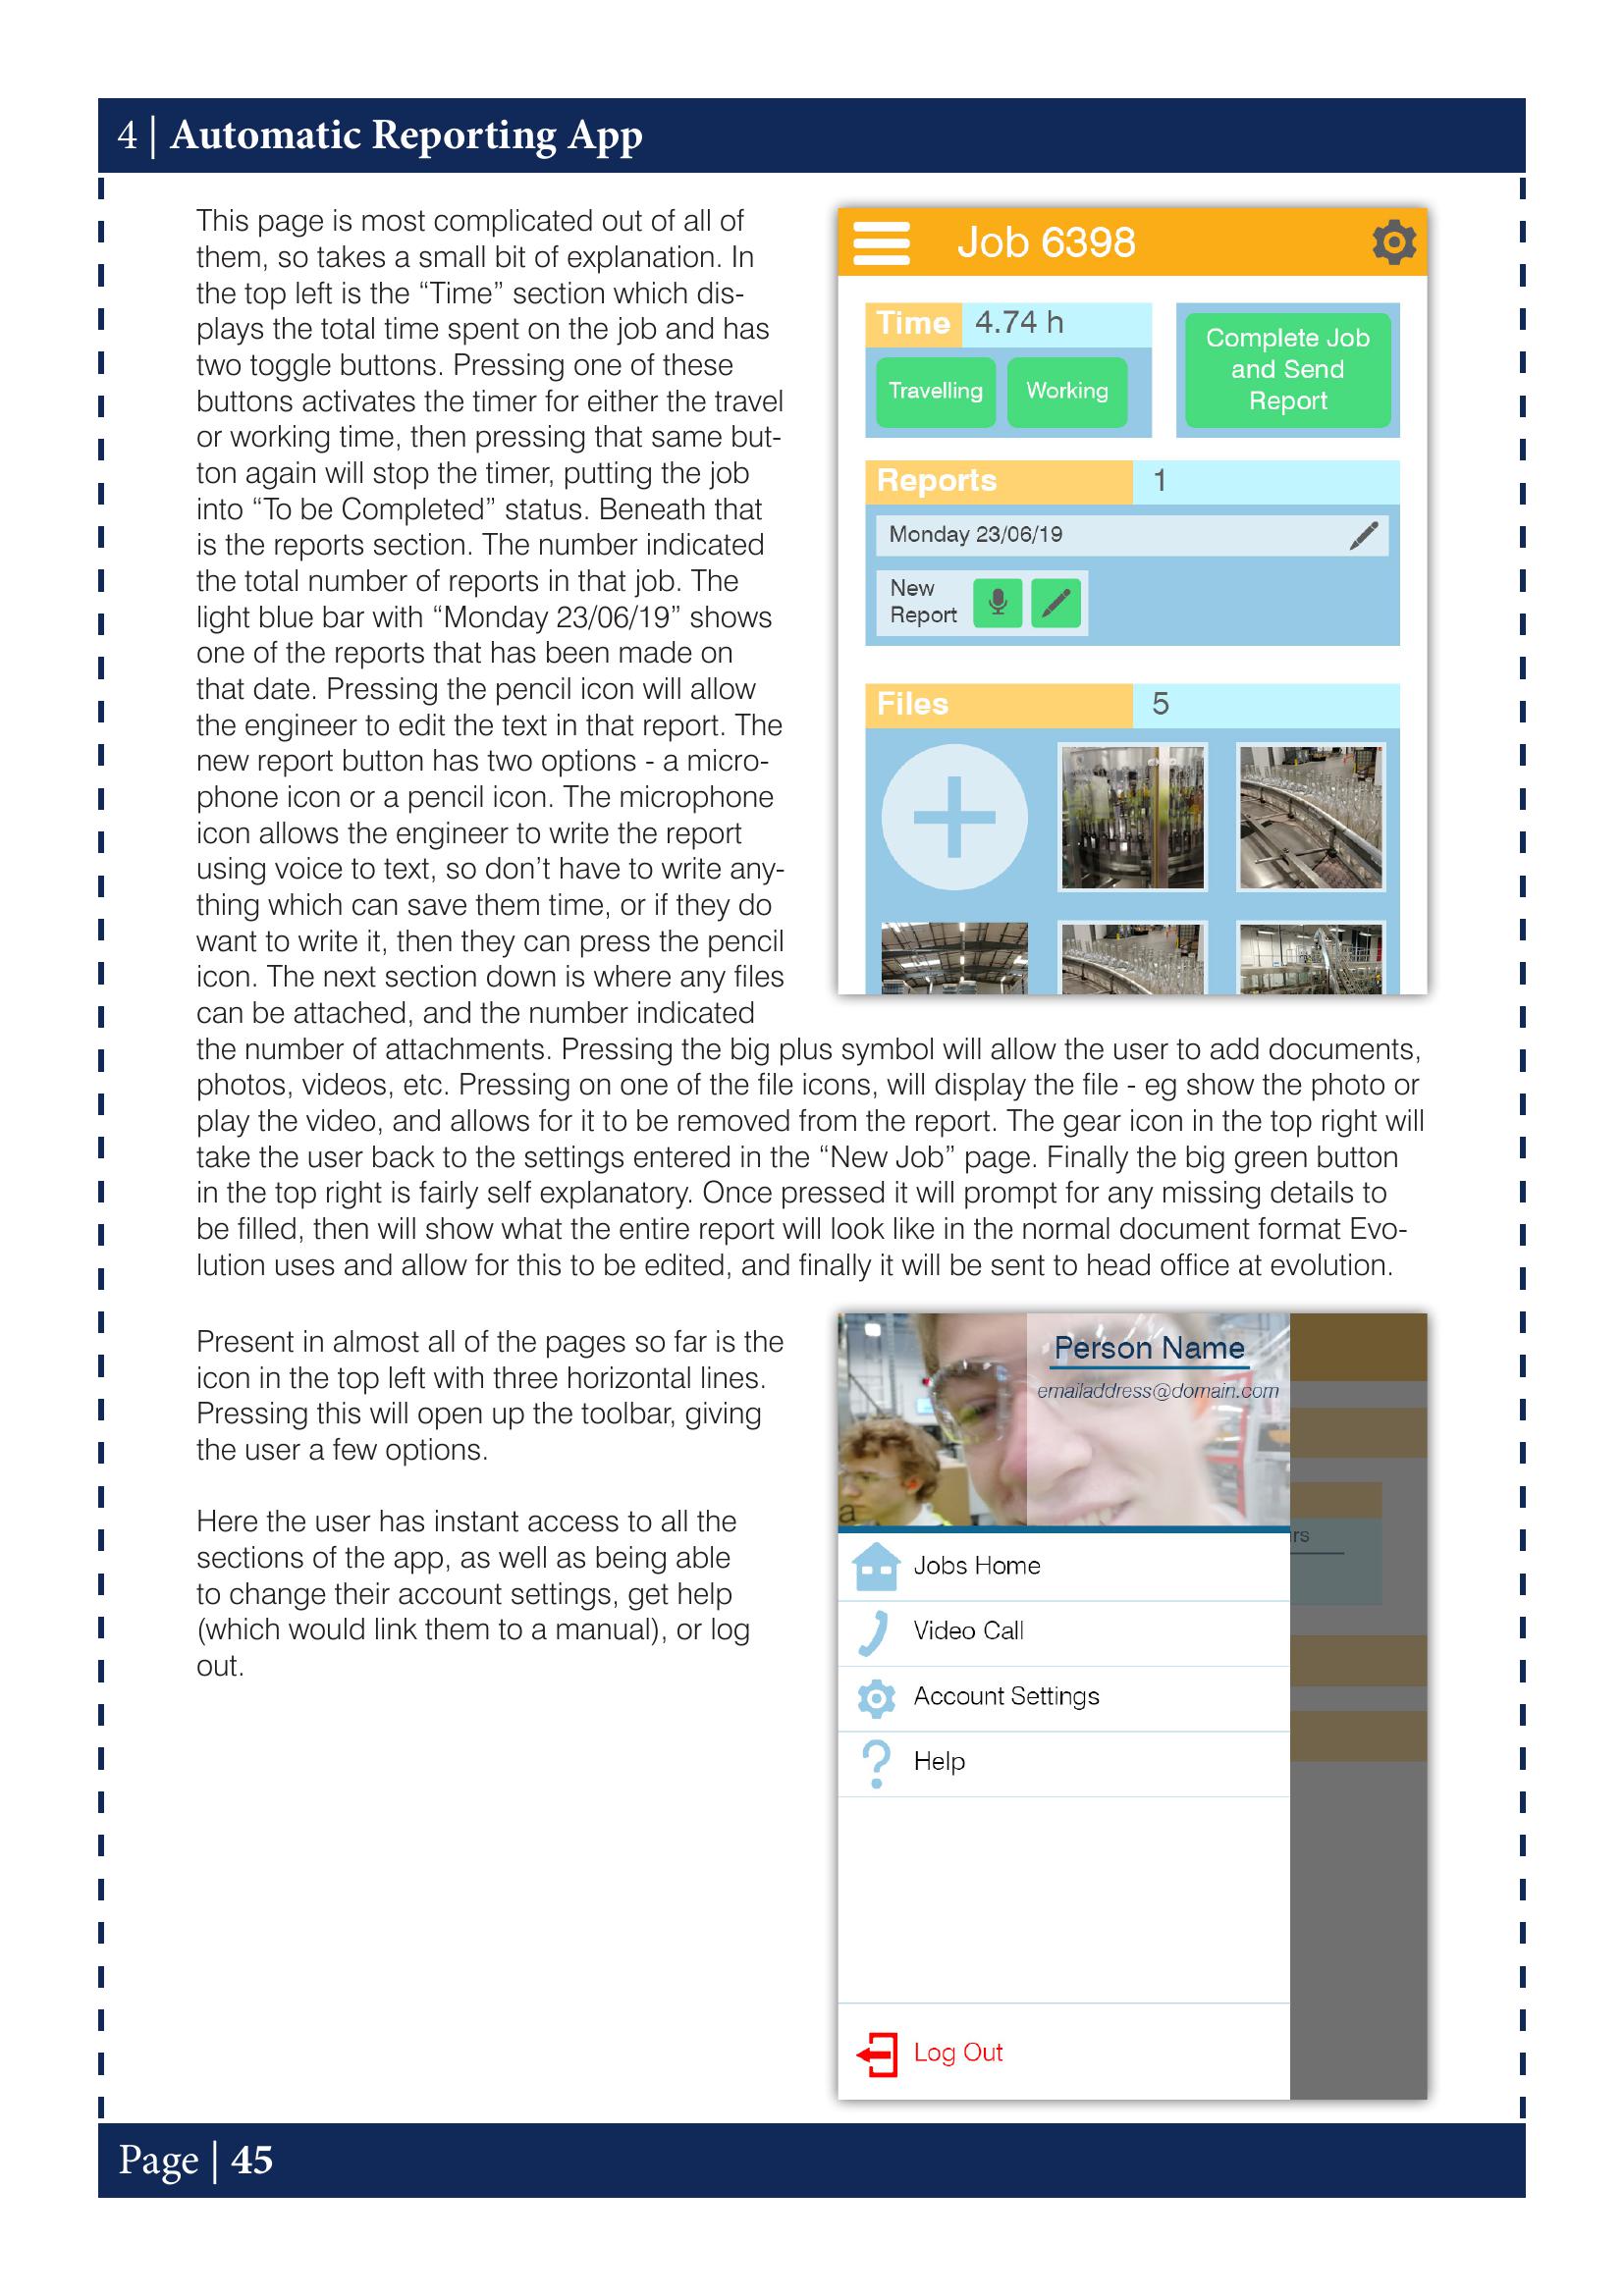 4 | Automatic Reporting App
This page is most complicated out of all of
them, so takes a small bit of explanation. In
the top left is the “Time” section which dis-
plays the total time spent on the job and has
two toggle buttons. Pressing one of these
buttons activates the timer for either the travel
or working time, then pressing that same but-
ton again will stop the timer, putting the job
into “To be Completed” status. Beneath that
is the reports section. The number indicated
the total number of reports in that job. The
light blue bar with “Monday 23/06/19” shows
one of the reports that has been made on
that date. Pressing the pencil icon will allow
the engineer to edit the text in that report. The
new report button has two options - a micro-
phone icon or a pencil icon. The microphone
icon allows the engineer to write the report
using voice to text, so don’t have to write any-
thing which can save them time, or if they do
want to write it, then they can press the pencil
icon. The next section down is where any files
can be attached, and the number indicated
the number of attachments. Pressing the big plus symbol will allow the user to add documents,
photos, videos, etc. Pressing on one of the file icons, will display the file - eg show the photo or
play the video, and allows for it to be removed from the report. The gear icon in the top right will
take the user back to the settings entered in the “New Job” page. Finally the big green button
in the top right is fairly self explanatory. Once pressed it will prompt for any missing details to
be filled, then will show what the entire report will look like in the normal document format Evo-
lution uses and allow for this to be edited, and finally it will be sent to head office at evolution.
Job 6398
Time 4.74 h
Travelling Working
Complete Job
and Send
Report
Reports 1
Monday 23/06/19
New
Report
Files 5
Present in almost all of the pages so far is the
icon in the top left with three horizontal lines.
Pressing this will open up the toolbar, giving
the user a few options.
Here the user has instant access to all the
sections of the app, as well as being able
to change their account settings, get help
(which would link them to a manual), or log
out.
Person Name
emailaddress@domain.com
a
rs
Jobs Home
Video Call
Account Settings
Help
Log Out
Page | 45